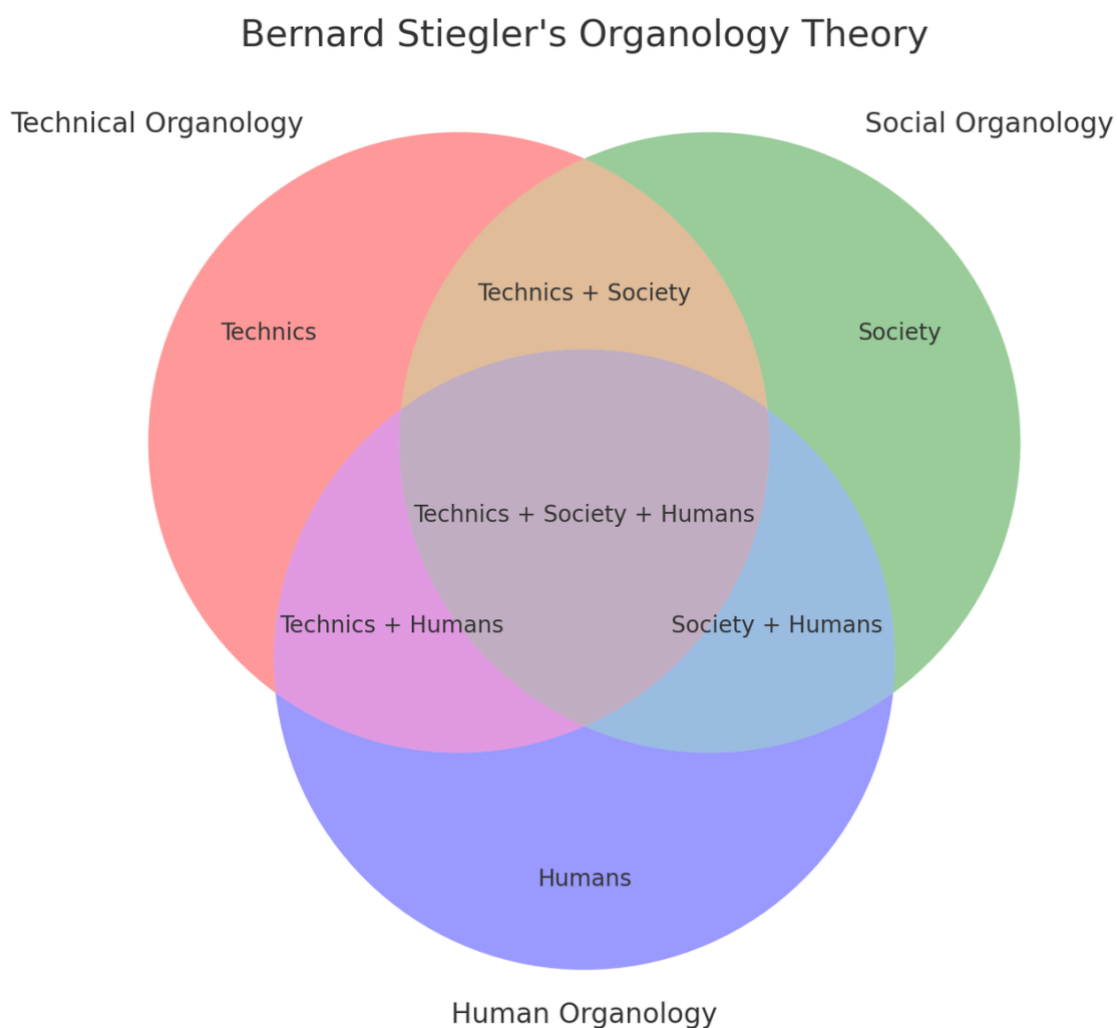 Bernard Stiegler's Organology Theory
Technical Organology
Social Organology
Technics + Society
Technics
Society
Technics + Society + Humans
Technics + Humans
Society + Humans
Humans
Human Organology